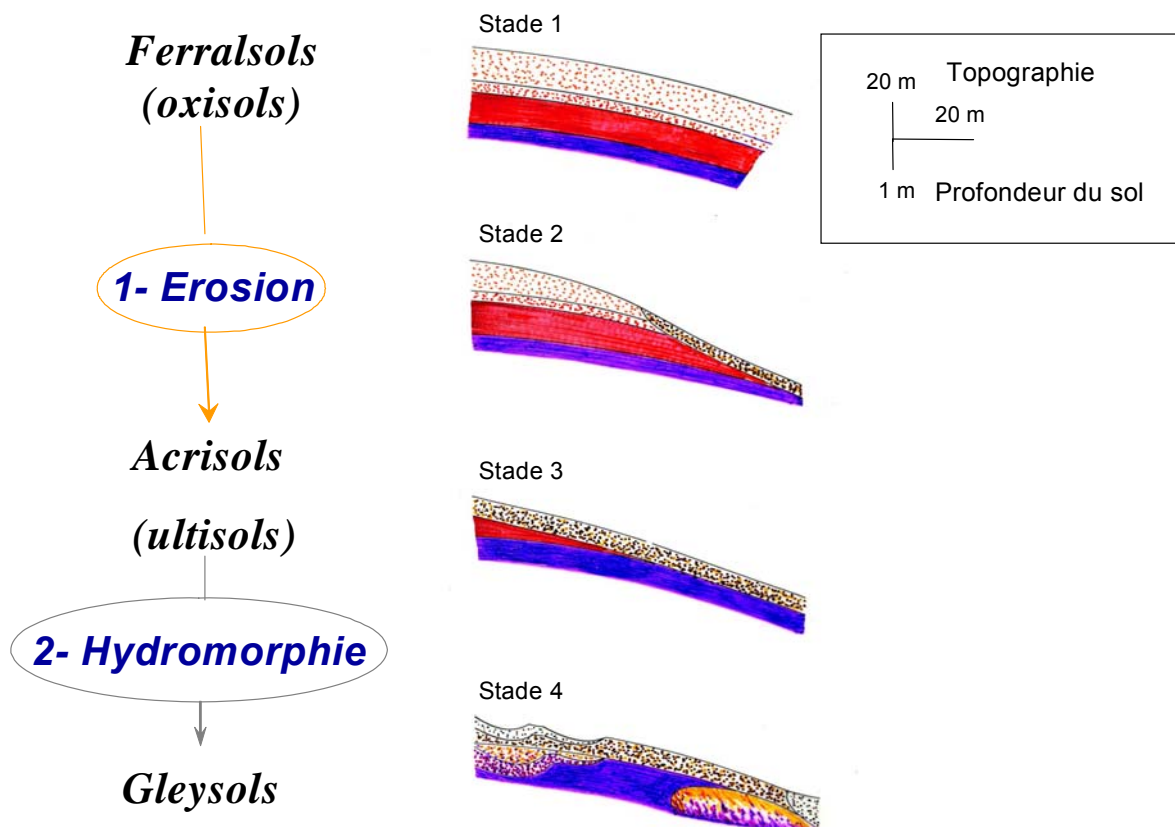 Ferralsols
(oxisols)
1- Erosion
Acrisols
(ultisols)
2- Hydromorphie
Gleysols
Stade 1
Stade 2
Stade 3
Stade 4
20 m
Topographie
20 m
1 m
Profondeur du sol